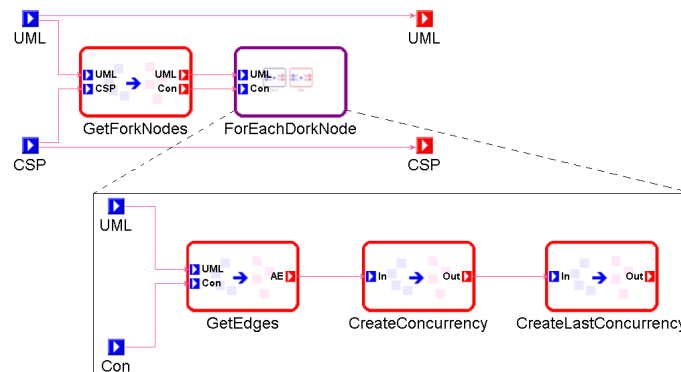 UML
UML
UML
CSP
UML
Con
UML
Con
GetForkNodes
ForEachDorkNode
CSP
CSP
UML
UML
Con
AE
In
Out
In
Out
GetEdges
CreateConcurrency
CreateLastConcurrency
Con